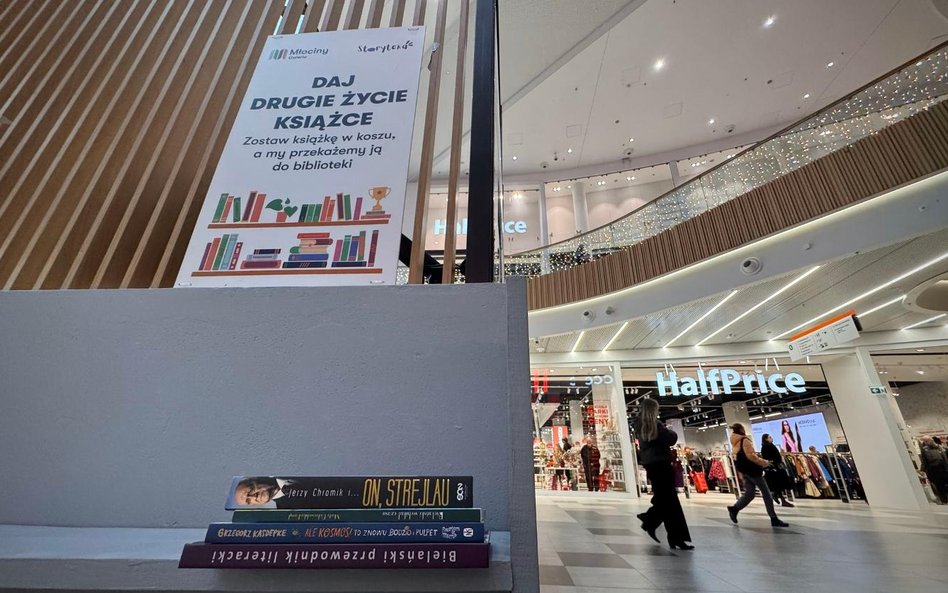 Młociny
Galeria
Storyland's
DAJ
DRUGIE ŻYCIE
KSIĄŻCE
Zostaw książkę w koszu,
a my przekażemy ją
do biblioteki
HalfPrice
HalfPrice
Jerzy Chromik i... ON, STREJLAU
GRZEGORZ KASDEPKE ALE KOSMOS! TO ZNOWU BODZIO I PULPET
Bielański przewodnik literacki